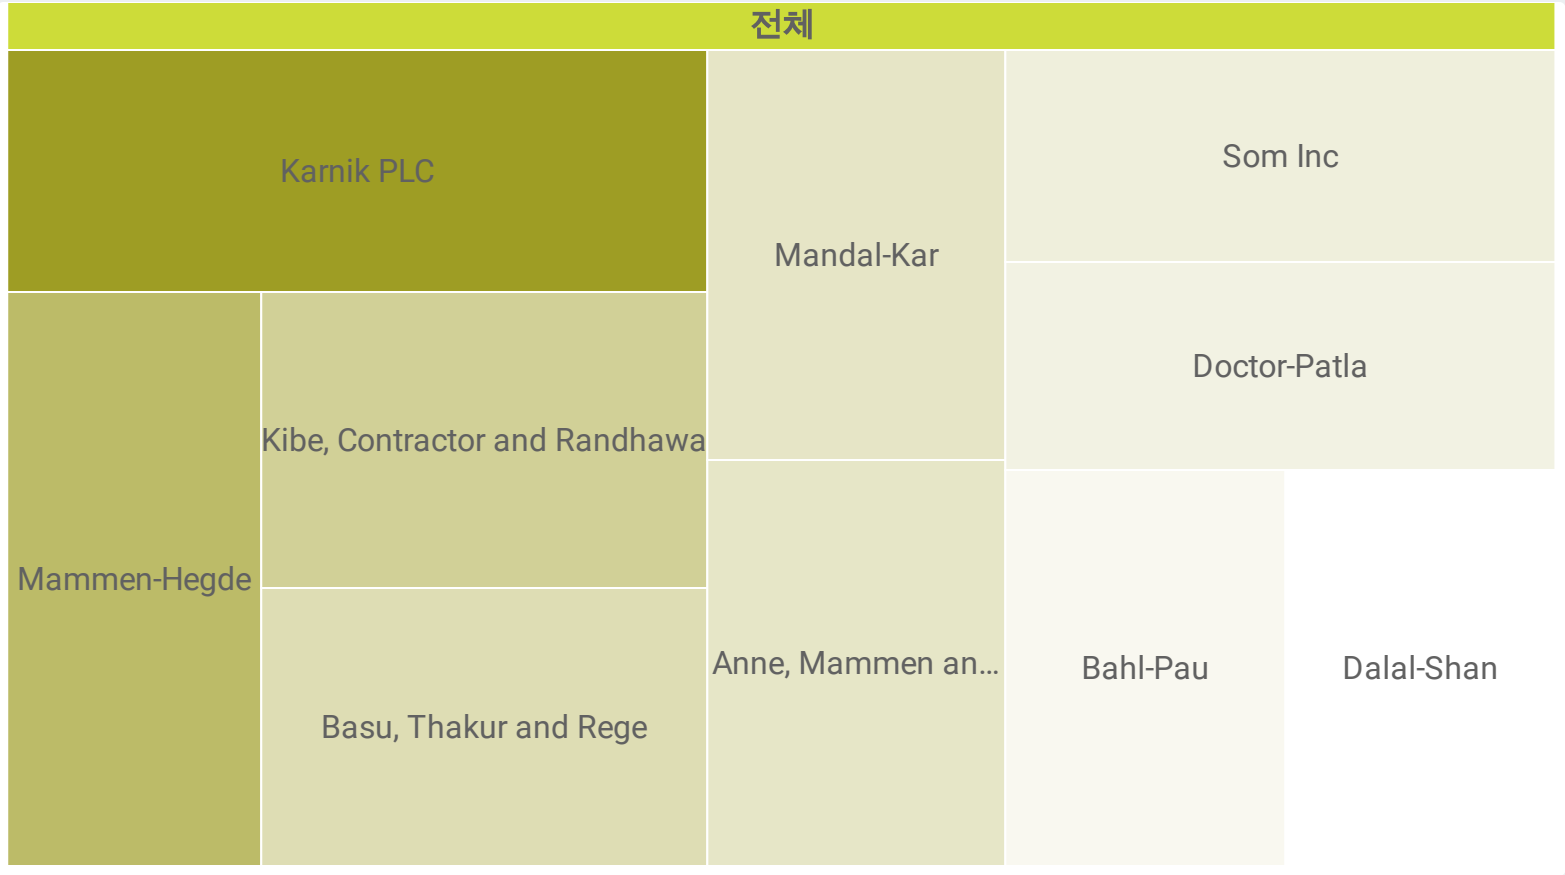 전체
Karnik PLC
Mammen-Hegde
Kibe, Contractor and Randhawa
Basu, Thakur and Rege
Mandal-Kar
Anne, Mammen an...
Som Inc
Doctor-Patla
Bahl-Pau
Dalal-Shan